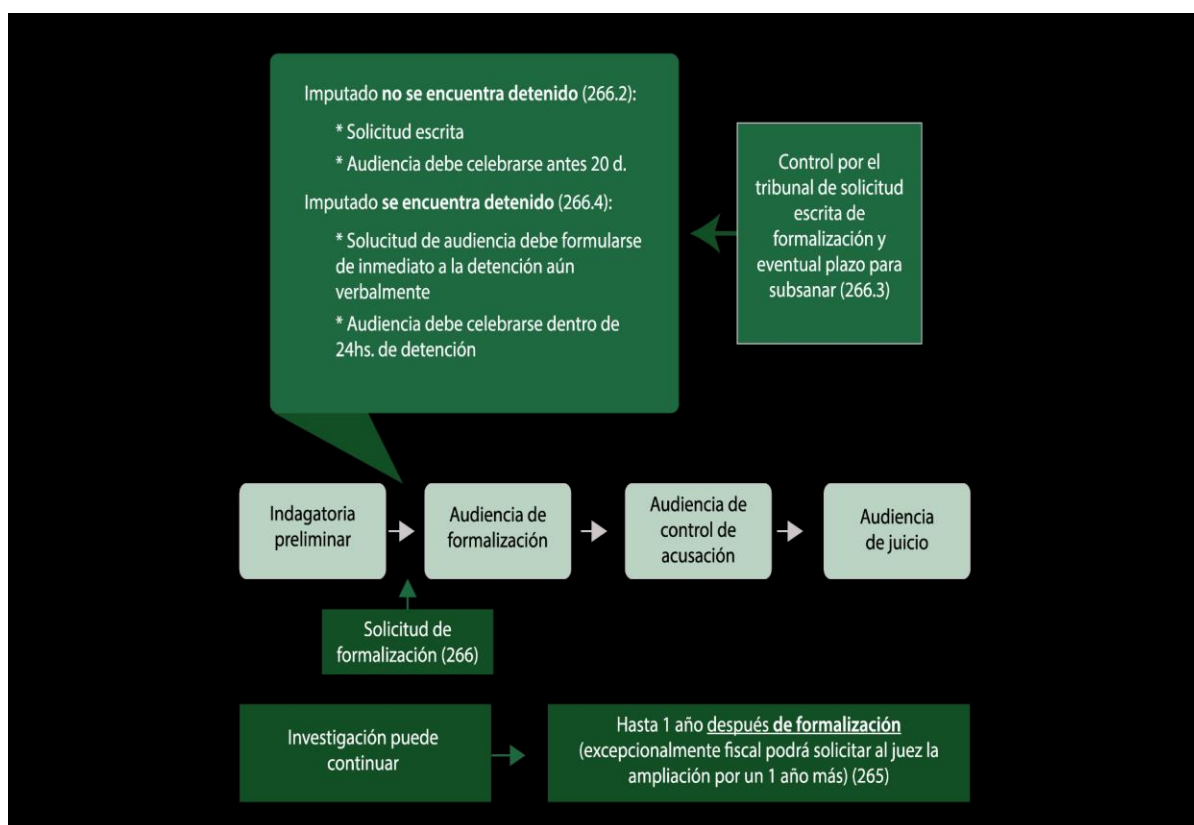 Imputado no se encuentra detenido (266.2):
* Solicitud escrita
* Audiencia debe celebrarse antes 20 d.
Imputado se encuentra detenido (266.4):
* Solucitud de audiencia debe formularse
de inmediato a la detención aún
verbalmente
* Audiencia debe celebrarse dentro de
24hs. de detención
Control por el
tribunal de solicitud
escrita de
formalización y
eventual plazo para
subsanar (266.3)
Indagatoria
preliminar
Audiencia de
formalización
Audiencia de
control de
acusación
Audiencia
de juicio
Solicitud de
formalización (266)
Investigación puede
continuar
Hasta 1 año después de formalización
(excepcionalmente fiscal podrá solicitar al juez la
ampliación por un 1 año más) (265)